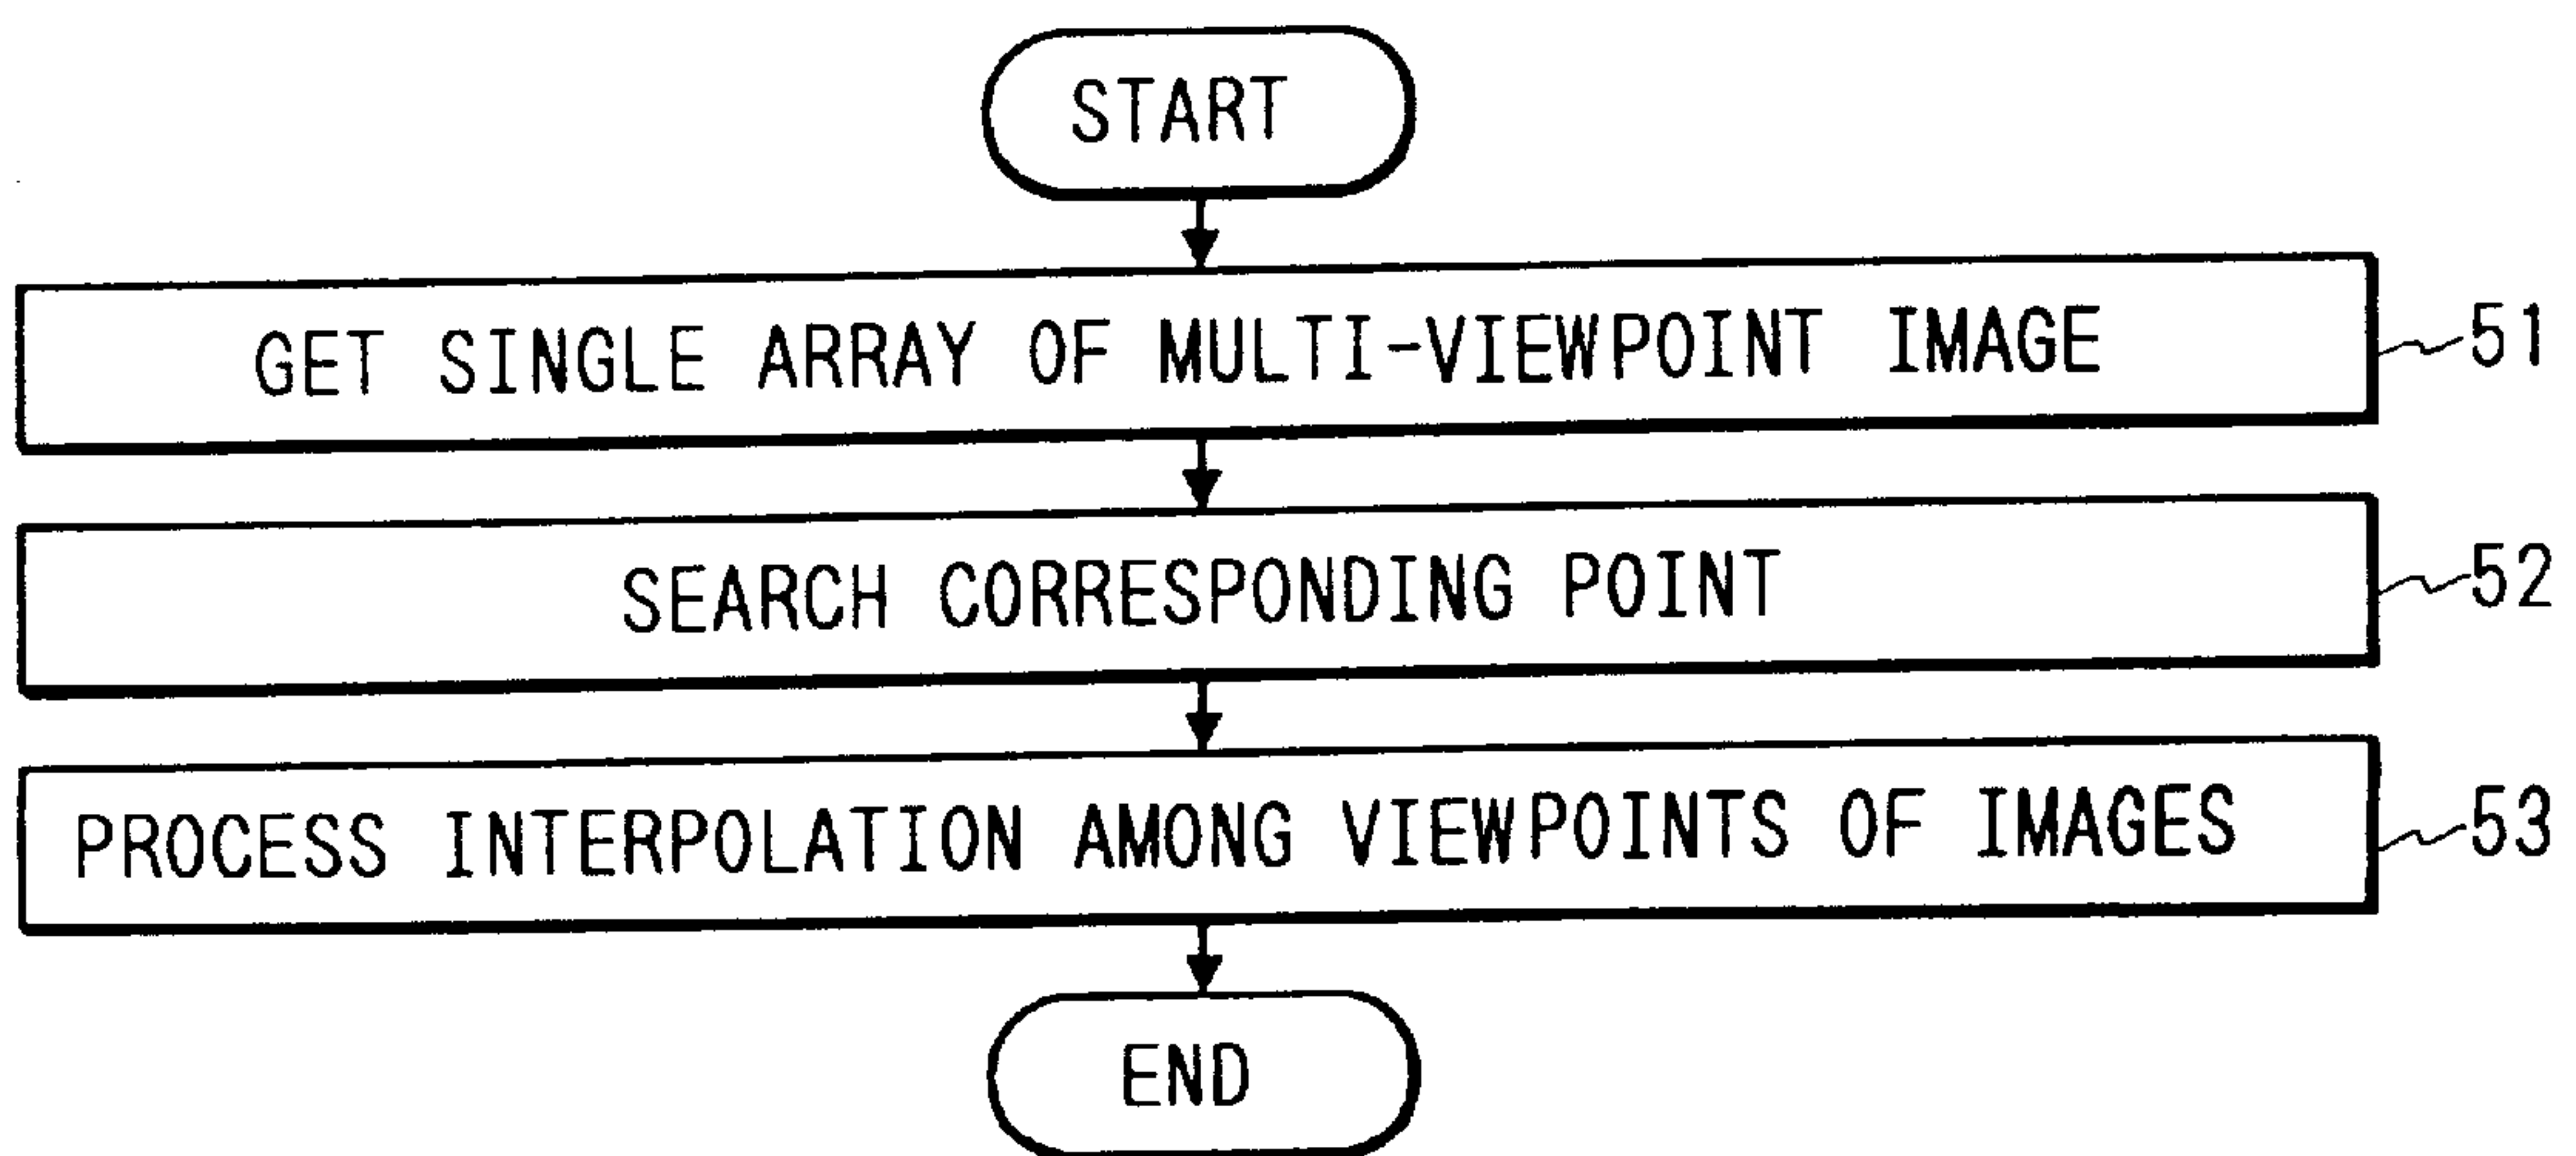 START
GET SINGLE ARRAY OF MULTI-VIEWPOINT IMAGE
51
SEARCH CORRESPONDING POINT
52
PROCESS INTERPOLATION AMONG VIEWPOINTS OF IMAGES
53
END